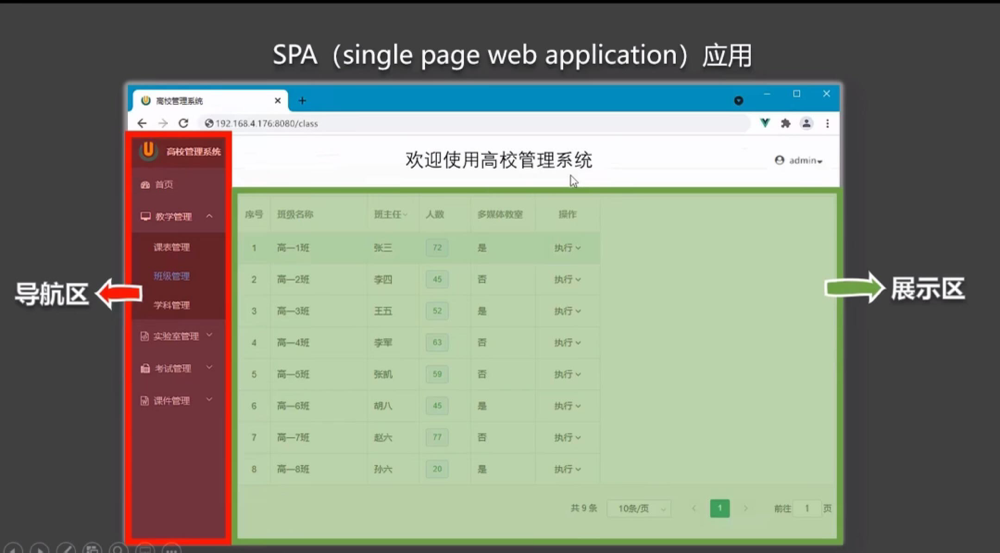 SPA（single page web application）应用
高校管理系统
192.168.4.176:8080/class
高校管理系统
欢迎使用高校管理系统
admin
首页
教学管理
课表管理
班级管理
学科管理
实验室管理
考试管理
课件管理
导航区
序号 班级名称 班主任 人数 多媒体教室 操作
1 高一1班 张三 72 是 执行
2 高一2班 李四 45 否 执行
3 高一3班 王五 52 是 执行
4 高一4班 李军 63 否 执行
5 高一5班 张凯 59 否 执行
6 高一6班 胡八 45 是 执行
7 高一7班 赵六 77 否 执行
8 高一8班 孙六 20 是 执行
共 9 条 10条/页 1 前往 1 页
展示区